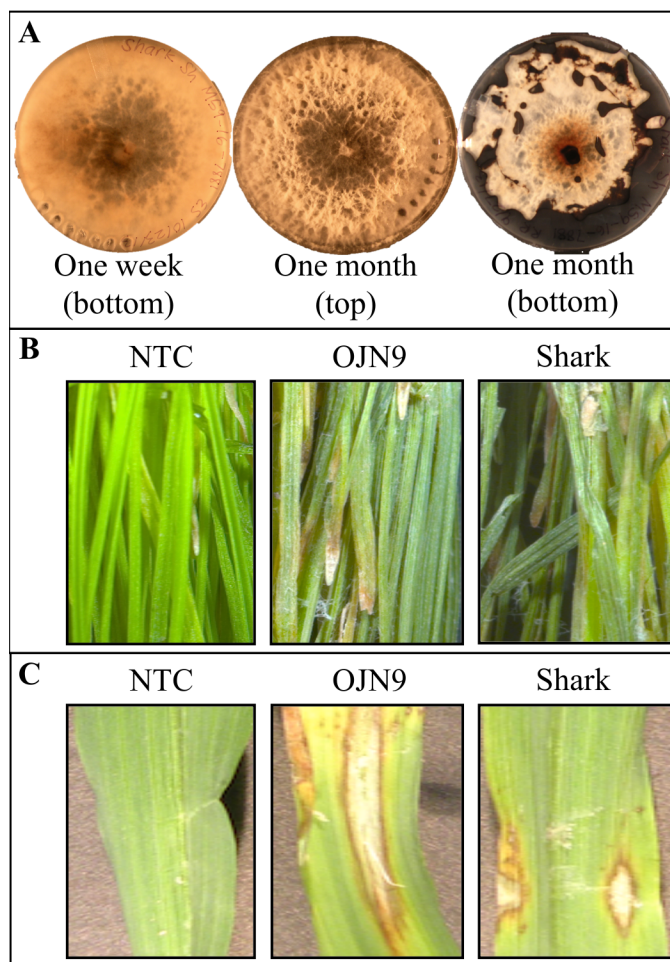 A
One week
(bottom)
One month
(top)
One month
(bottom)
B
NTC
OJN9
Shark
C
NTC
OJN9
Shark